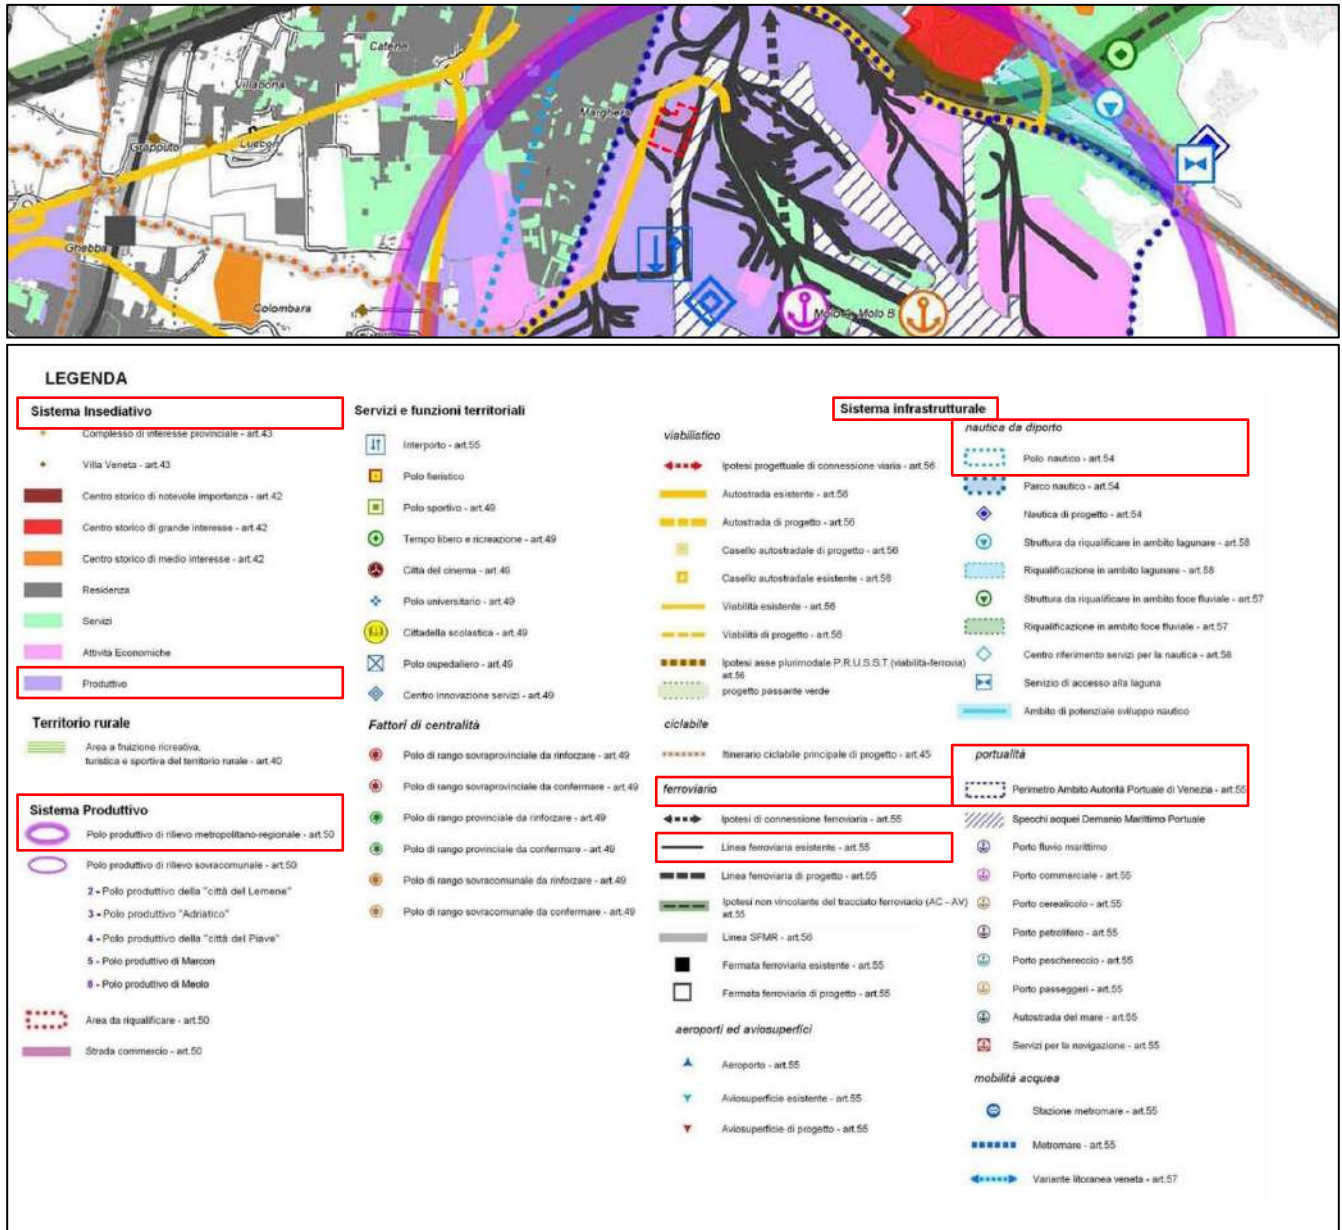 Catena
Villabona
Marghera
Grapputo
Ghebba
Colombara
Molo B
LEGENDA
Sistema Insediativo
Complesso di interesse provinciale - art.43
Villa Veneta - art.43
Centro storico di notevole importanza - art.42
Centro storico di grande interesse - art.42
Centro storico di medio interesse - art.42
Residenza
Servizi
Attività Economiche
Produttivo
Territorio rurale
Area a fruizione ricreativa,
turistica e sportiva del territorio rurale - art.40
Sistema Produttivo
Polo produttivo di rilievo metropolitano-regionale - art.50
Polo produttivo di rilievo sovracomunale - art.50
2 - Polo produttivo della "città del Lemene"
3 - Polo produttivo "Adriatico"
4 - Polo produttivo della "città del Piave"
5 - Polo produttivo di Marcon
6 - Polo produttivo di Meolo
Area da riqualificare - art.50
Strada commercio - art.50
Servizi e funzioni territoriali
Interporto - art.55
Polo fieristico
Polo sportivo - art.49
Tempo libero e ricreazione - art.49
Città del cinema - art.49
Polo universitario - art.49
Cittadella scolastica - art.49
Polo ospedaliero - art.49
Centro innovazione servizi - art.49
Fattori di centralità
Polo di rango sovraprovinciale da rinforzare - art.49
Polo di rango sovraprovinciale da confermare - art.49
Polo di rango provinciale da rinforzare - art.49
Polo di rango provinciale da confermare - art.49
Polo di rango sovracomunale da rinforzare - art.49
Polo di rango sovracomunale da confermare - art.49
Sistema infrastrutturale
viabilistico
Ipotesi progettuale di connessione viaria - art.56
Autostrada esistente - art.56
Autostrada di progetto - art.56
Casello autostradale di progetto - art.56
Casello autostradale esistente - art.56
Viabilità esistente - art.56
Viabilità di progetto - art.56
Ipotesi asse plurimodale P.R.U.S.S.T.(viabilità-ferrovia)
art.56
progetto passante verde
ciclabile
Itinerario ciclabile principale di progetto - art.45
ferroviario
Ipotesi di connessione ferroviaria - art.55
Linea ferroviaria esistente - art.55
Linea ferroviaria di progetto - art.55
Ipotesi non vincolante del tracciato ferroviario (AC - AV)
art.55
Linea SFMR - art.56
Fermata ferroviaria esistente - art.55
Fermata ferroviaria di progetto - art.55
aeroporti ed aviosuperfici
Aeroporto - art.55
Aviosuperficie esistente - art.55
Aviosuperficie di progetto - art.55
nautica da diporto
Polo nautico - art.54
Parco nautico - art.54
Nautica di progetto - art.54
Struttura da riqualificare in ambito lagunare - art.58
Riqualificazione in ambito lagunare - art.58
Struttura da riqualificare in ambito foce fluviale - art.57
Riqualificazione in ambito foce fluviale - art.57
Centro riferimento servizi per la nautica - art.58
Servizio di accesso alla laguna
Ambito di potenziale sviluppo nautico
portualità
Perimetro Ambito Autorità Portuale di Venezia - art.55
Specchi acquei Demanio Marittimo Portuale
Porto fluvio marittimo
Porto commerciale - art.55
Porto cerealicolo - art.55
Porto petrolifero - art.55
Porto peschereccio - art.55
Porto passeggeri - art.55
Autostrada del mare - art.55
Servizi per la navigazione - art.55
mobilità acquea
Stazione metromare - art.55
Metromare - art.55
Variante litoranea veneta - art.57